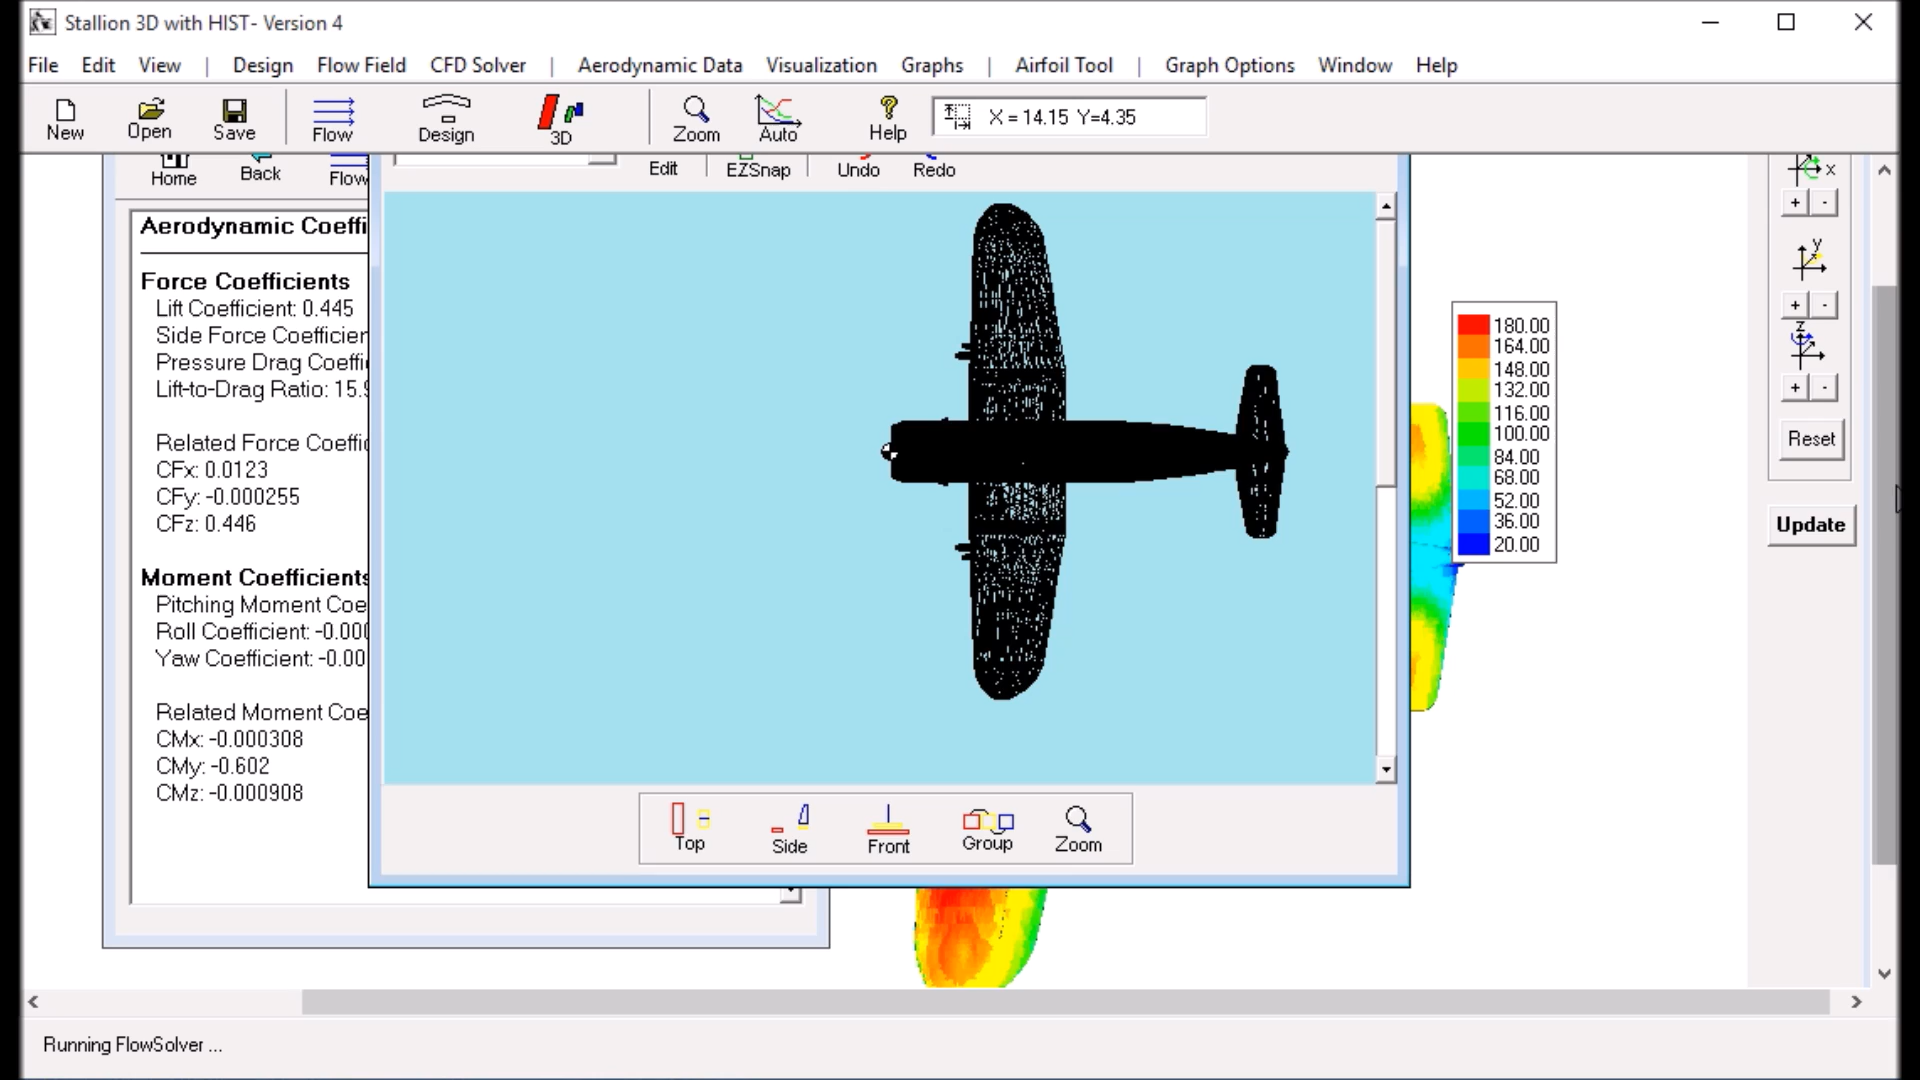 Stallion 3D with HIST- Version 4
File Edit View | Design Flow Field CFD Solver | Aerodynamic Data Visualization Graphs | Airfoil Tool | Graph Options Window Help
New Open Save Flow Design 3D Zoom Auto Help X = 14.15 Y=4.35
Home Back Flow
Edit EZSnap Undo Redo
Aerodynamic Coeffi
Force Coefficients
Lift Coefficient: 0.445
Side Force Coefficier
Pressure Drag Coeffi
Lift-to-Drag Ratio: 15.9
Related Force Coeffic
CFx: 0.0123
CFy: -0.000255
CFz: 0.446
Moment Coefficients
Pitching Moment Coe
Roll Coefficient: -0.000
Yaw Coefficient: -0.00
Related Moment Coe
CMx: -0.000308
CMy: -0.602
CMz: -0.000908
Top Side Front Group Zoom
180.00
164.00
148.00
132.00
116.00
100.00
84.00
68.00
52.00
36.00
20.00
x
+ -
y
+ -
z
+ -
Reset
Update
Running FlowSolver ...